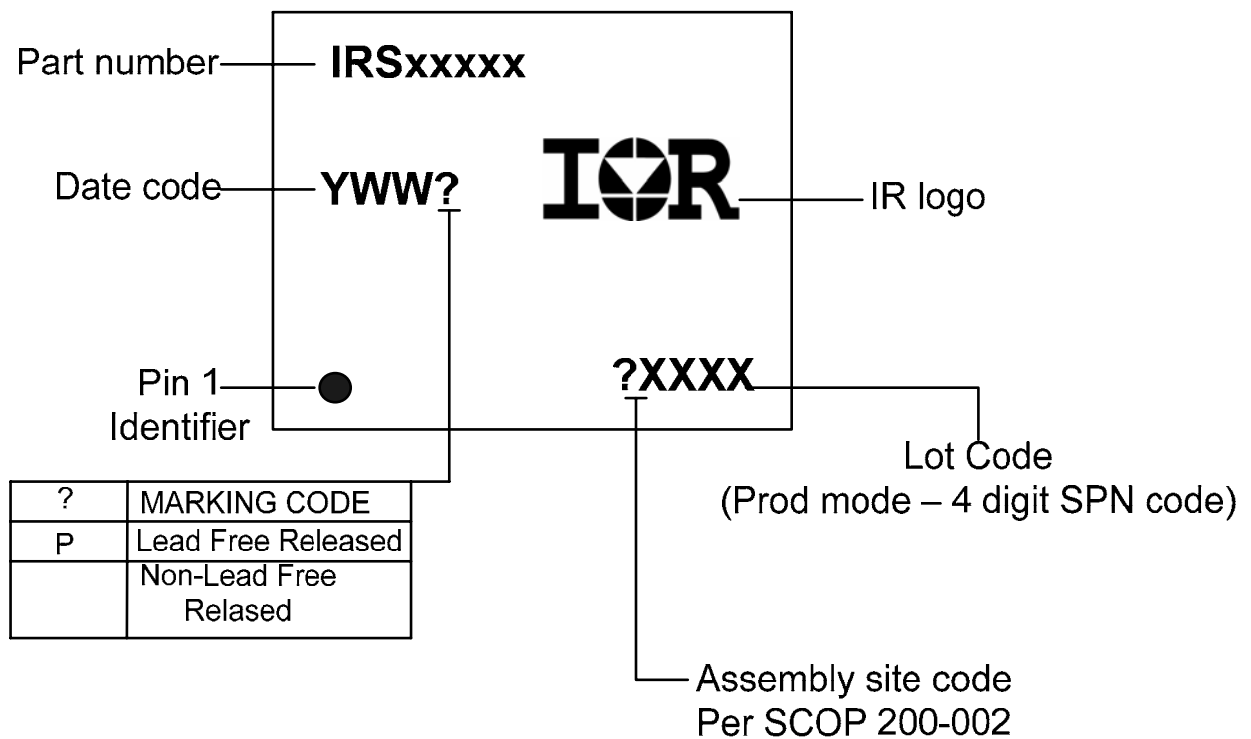 Part number
IRSxxxxx
Date code
YWW?
IOR
IR logo
Pin 1
Identifier
?XXXX
Lot Code
(Prod mode – 4 digit SPN code)
? MARKING CODE
P Lead Free Released
Non-Lead Free
Relased
Assembly site code
Per SCOP 200-002